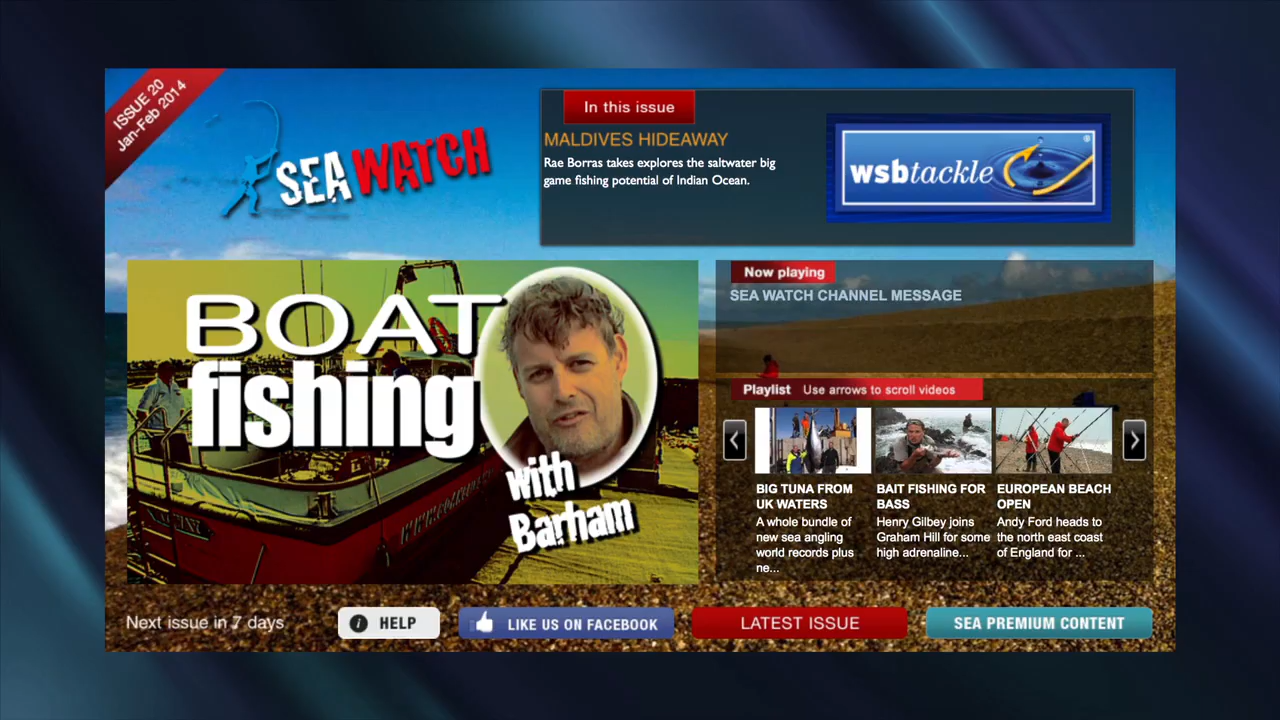 ISSUE 20
Jan-Feb 2014
SEA WATCH
In this issue
MALDIVES HIDEAWAY
Rae Borras takes explores the saltwater big
game fishing potential of Indian Ocean.
wsbtackle ®
BOAT
fishing
with
Barham
Now playing
SEA WATCH CHANNEL MESSAGE
Playlist Use arrows to scroll videos
BIG TUNA FROM
UK WATERS
A whole bundle of
new sea angling
world records plus
ne...
BAIT FISHING FOR
BASS
Henry Gilbey joins
Graham Hill for some
high adrenaline...
EUROPEAN BEACH
OPEN
Andy Ford heads to
the north east coast
of England for ...
Next issue in 7 days
i HELP
LIKE US ON FACEBOOK
LATEST ISSUE
SEA PREMIUM CONTENT